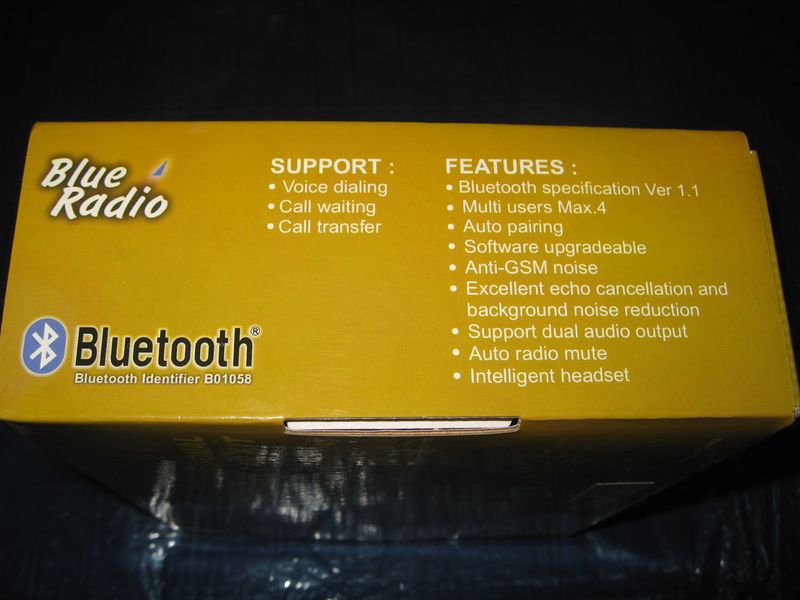 Blue
Radio
SUPPORT :
• Voice dialing
• Call waiting
• Call transfer
FEATURES :
• Bluetooth specification Ver 1.1
• Multi users Max.4
• Auto pairing
• Software upgradeable
• Anti-GSM noise
• Excellent echo cancellation and
background noise reduction
• Support dual audio output
• Auto radio mute
• Intelligent headset
Bluetooth®
Bluetooth Identifier B01058